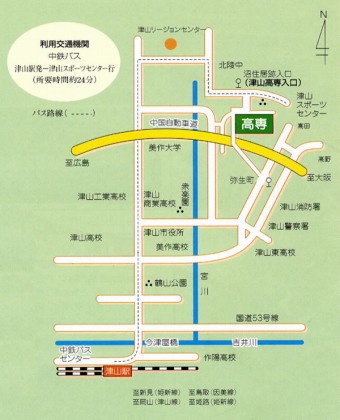 津山リージョンセンター
利用交通機関
中鉄バス
津山駅発ー津山スポーツセンター行
(所要時間約24分)
バス路線(-----)
北陵中
沼住居跡入口
(津山高専入口)
津山
スポーツ
センター
高専
至高田
中国自動車道
美作大学
高野
至広島
至大阪
弥生町
津山工業高校
津山
商業高校
衆楽園
津山消防署
津山警察署
津山市役所
津山高校
美作高校
津山東高校
宮川
鶴山公園
国道53号線
今津屋橋
吉井川
中鉄バス
センター
作陽高校
津山駅
至新見(姫新線)
至鳥取(因美線)
至岡山(津山線)
至姫路(姫新線)
N